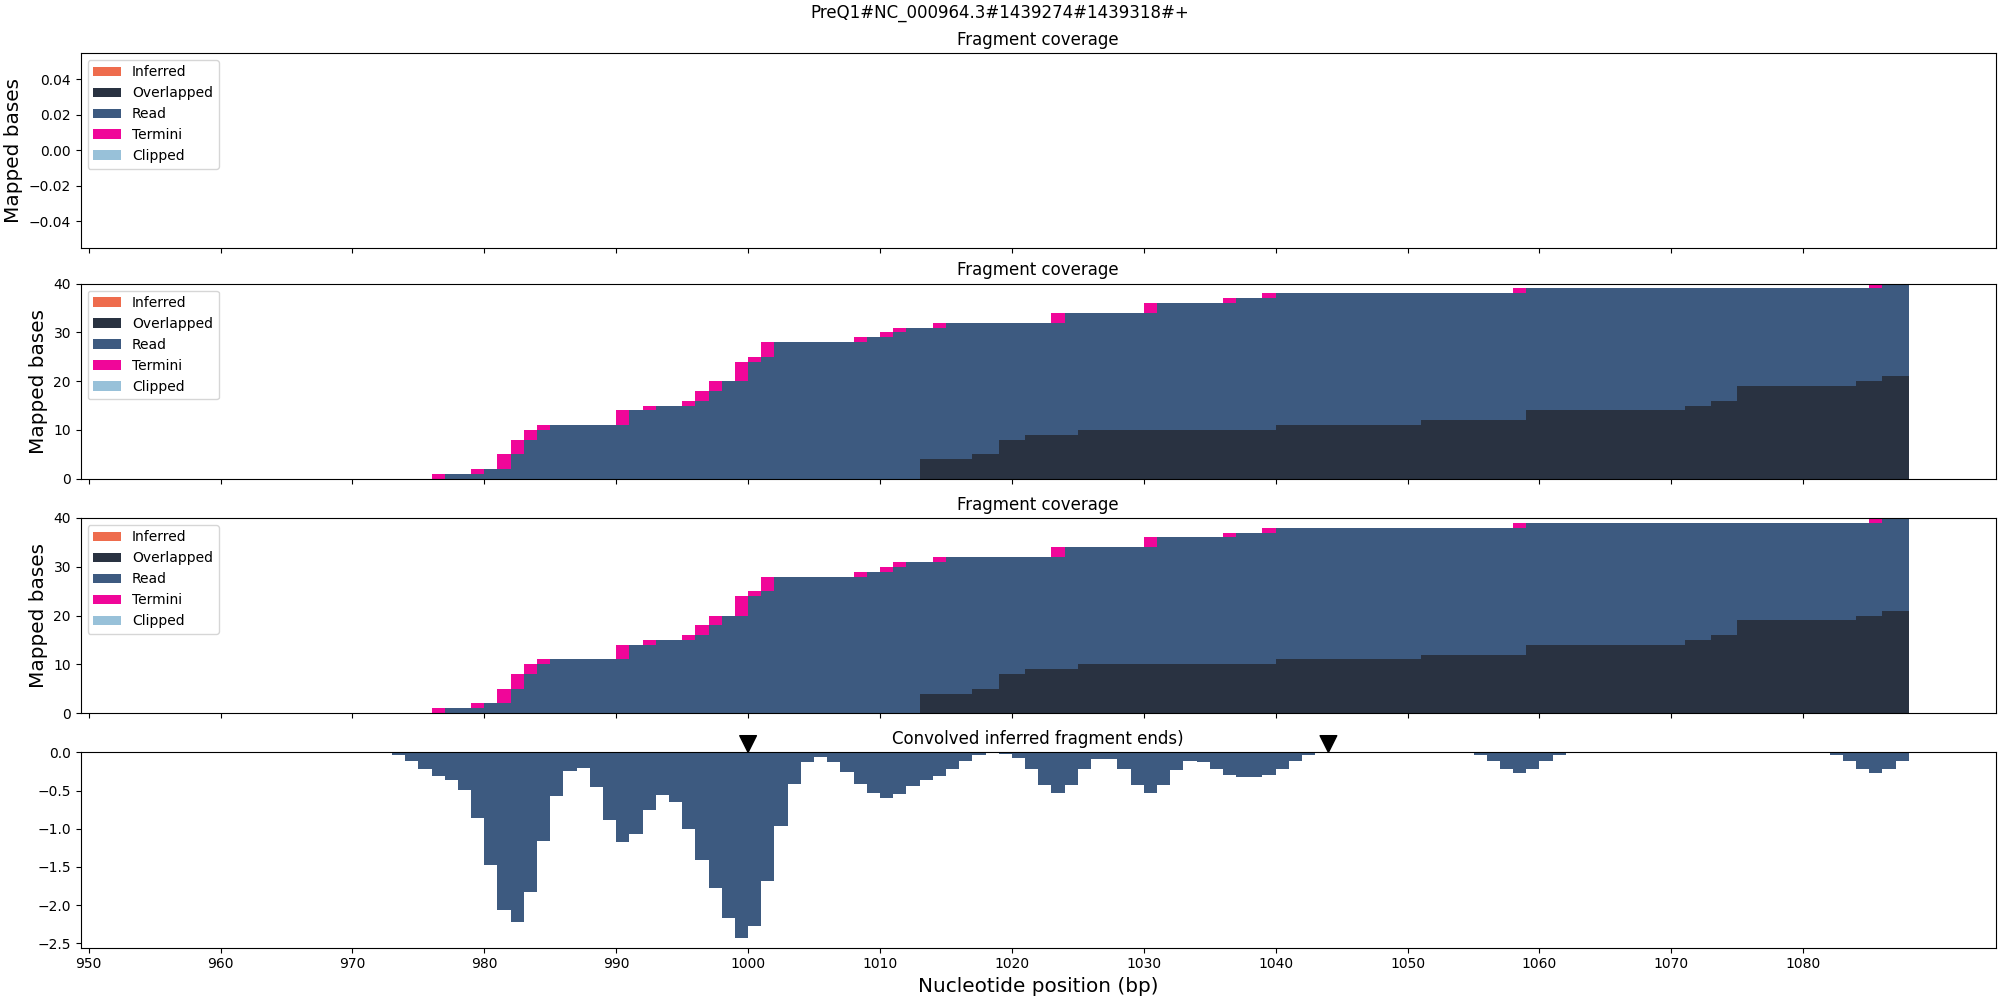 PreQ1#NC_000964.3#1439274#1439318#+
Fragment coverage
Mapped bases
0.04
0.02
0.00
−0.02
−0.04
Inferred
Overlapped
Read
Termini
Clipped
Fragment coverage
Mapped bases
40
30
20
10
0
Inferred
Overlapped
Read
Termini
Clipped
Fragment coverage
Mapped bases
40
30
20
10
0
Inferred
Overlapped
Read
Termini
Clipped
Convolved inferred fragment ends)
0.0
−0.5
−1.0
−1.5
−2.0
−2.5
950 960 970 980 990 1000 1010 1020 1030 1040 1050 1060 1070 1080
Nucleotide position (bp)